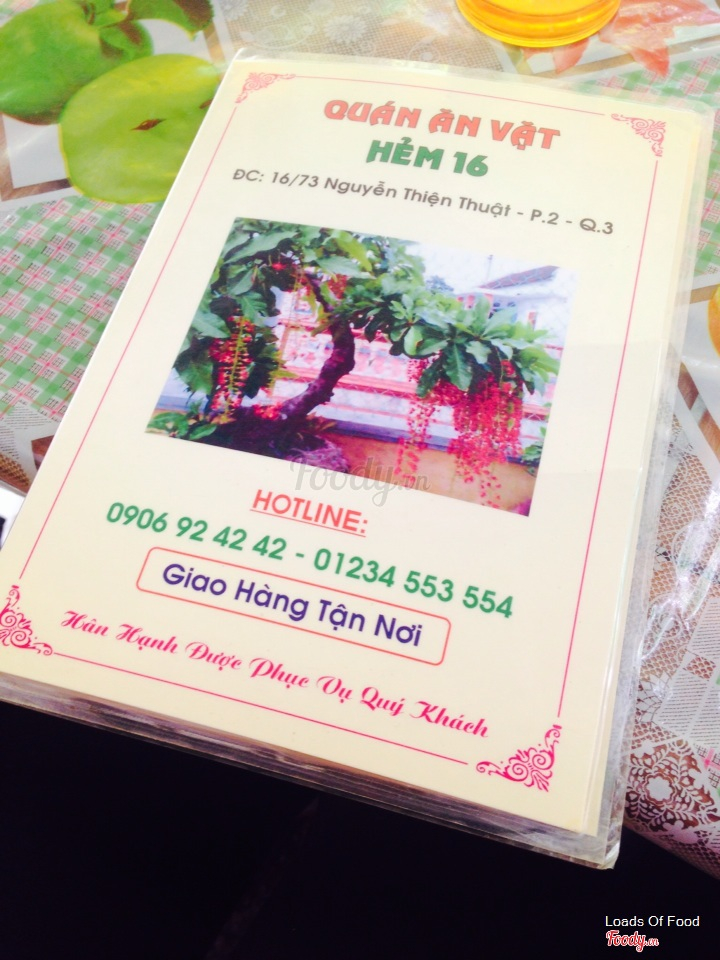 QUÁN ĂN VẶT
HẺM 16
ĐC: 16/73 Nguyễn Thiện Thuật - P.2 - Q.3
Foody.vn
HOTLINE:
0906 92 42 42 - 01234 553 554
Giao Hàng Tận Nơi
Hân Hạnh Được Phục Vụ Quý Khách
Loads Of Food
Foody.vn